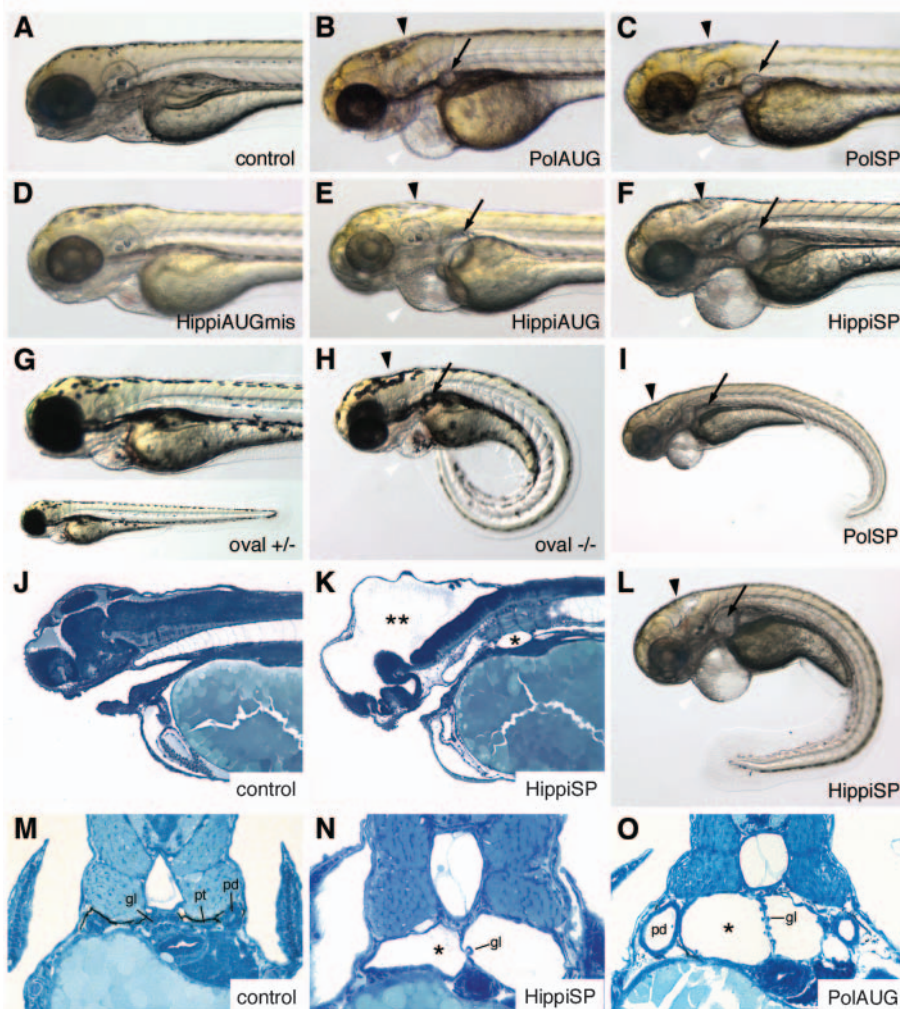 A
control
B
PolAUG
C
PolSP
D
HippiAUGmis
E
HippiAUG
F
HippiSP
G
oval +/-
H
oval -/-
I
PolSP
J
control
K
**
*
HippiSP
L
HippiSP
M
gl
pt
pd
control
N
*
gl
HippiSP
O
pd
*
gl
PolAUG